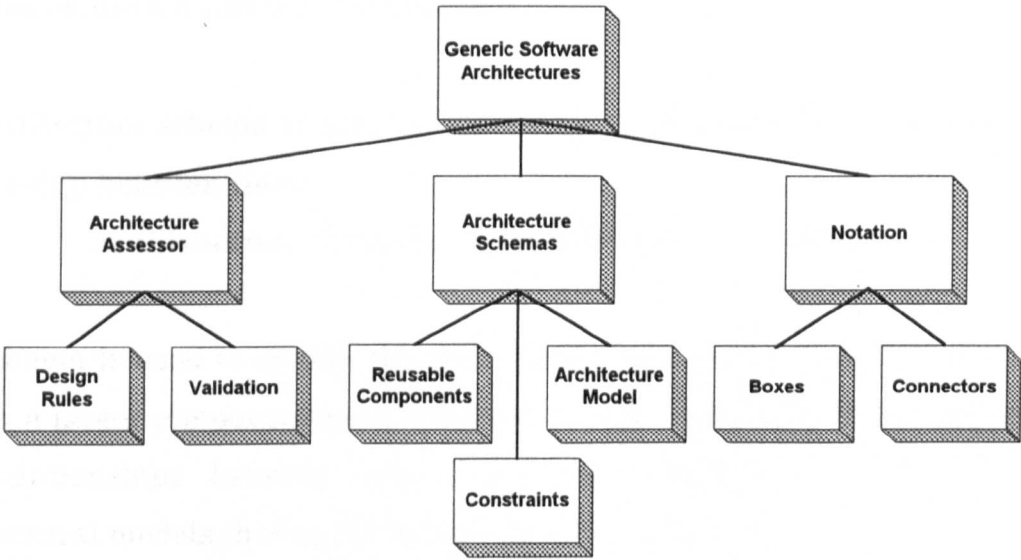 Generic Software
Architectures
Architecture
Assessor
Architecture
Schemas
Notation
Design
Rules
Validation
Reusable
Components
Architecture
Model
Boxes
Connectors
Constraints